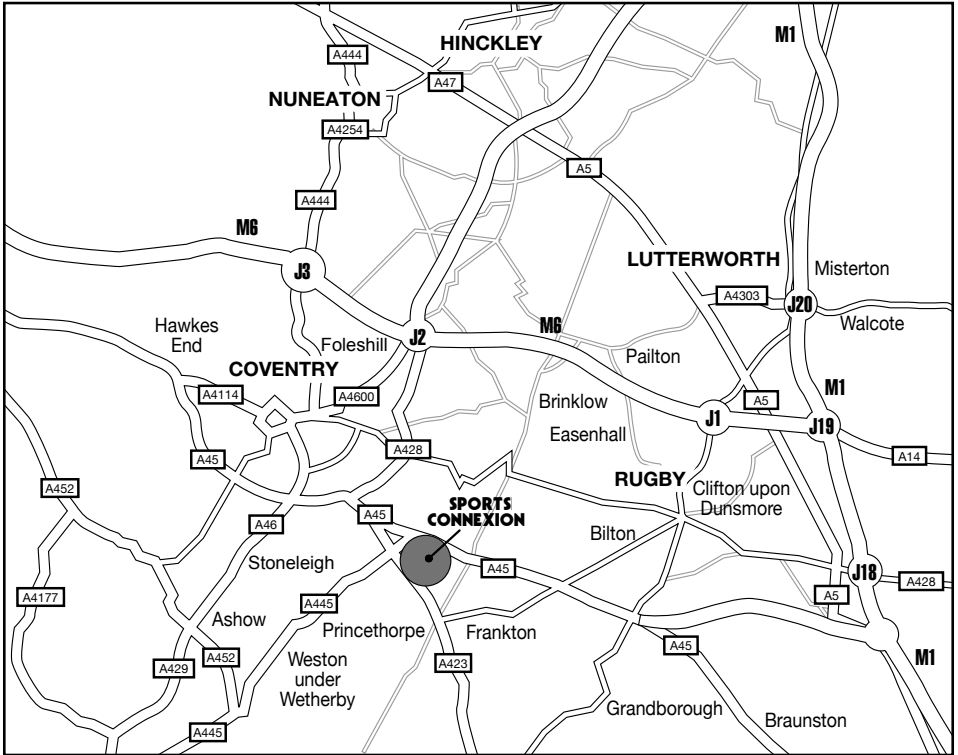 M1
HINCKLEY
A444
A47
NUNEATON
A4254
A5
A444
M6
LUTTERWORTH
Misterton
J3
A4303
J20
Hawkes
End
Foleshill
J2
M6
Walcote
Pailton
COVENTRY
A4114
A4600
Brinklow
A5
M1
J1
J19
Easenhall
A428
A14
A45
RUGBY
Clifton upon
Dunsmore
A452
SPORTS
CONNEXION
A45
A46
Bilton
Stoneleigh
A45
J18
A428
A4177
A445
A5
Ashow
Princethorpe
Frankton
A45
M1
A429
A452
Weston
under
Wetherby
A423
Grandborough
Braunston
A445